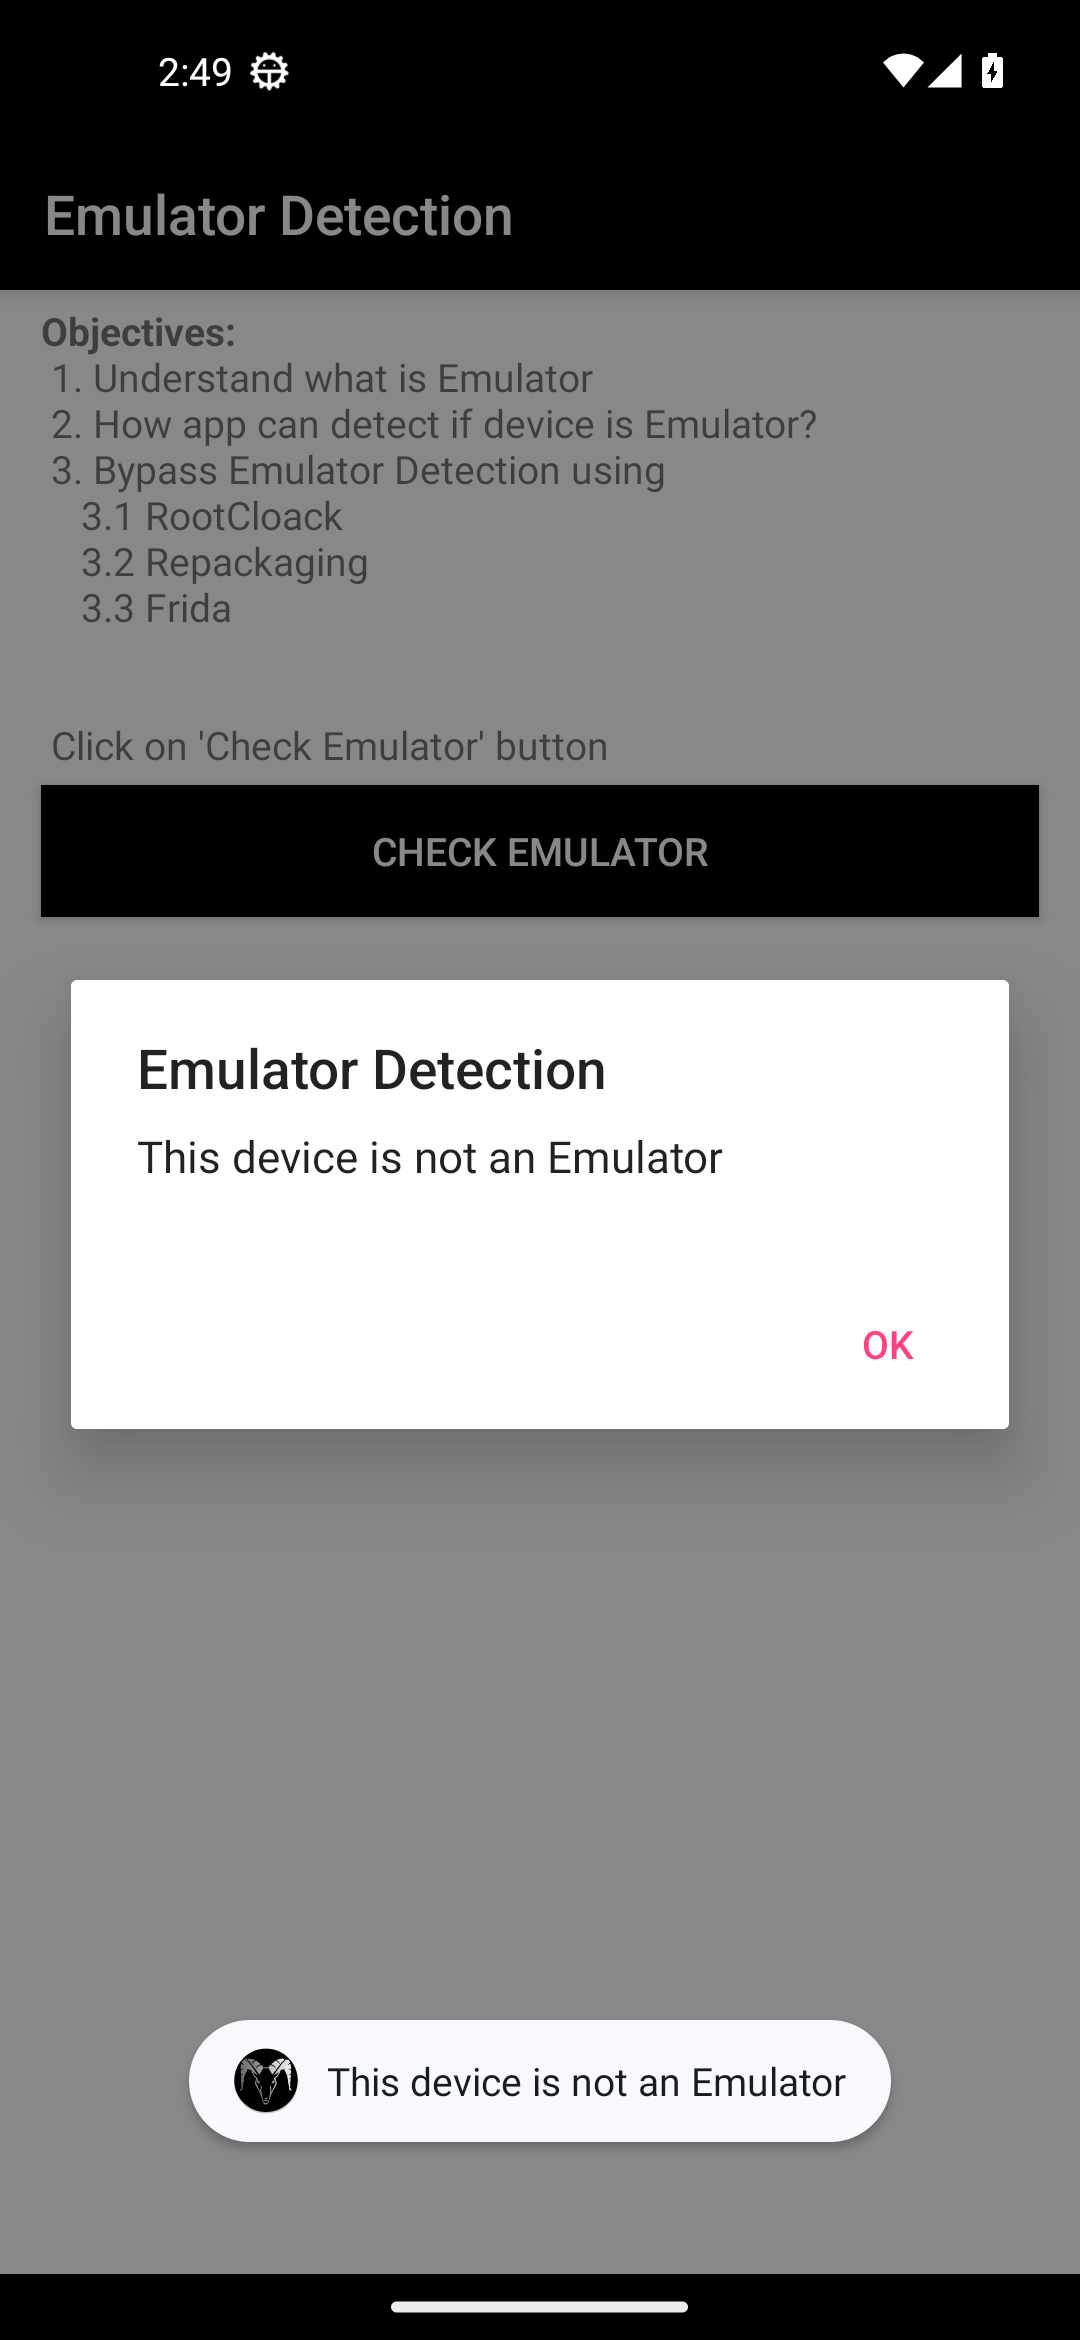 2:49
Emulator Detection
Objectives:
1. Understand what is Emulator
2. How app can detect if device is Emulator?
3. Bypass Emulator Detection using
3.1 RootCloack
3.2 Repackaging
3.3 Frida
Click on 'Check Emulator' button
CHECK EMULATOR
Emulator Detection
This device is not an Emulator
OK
This device is not an Emulator